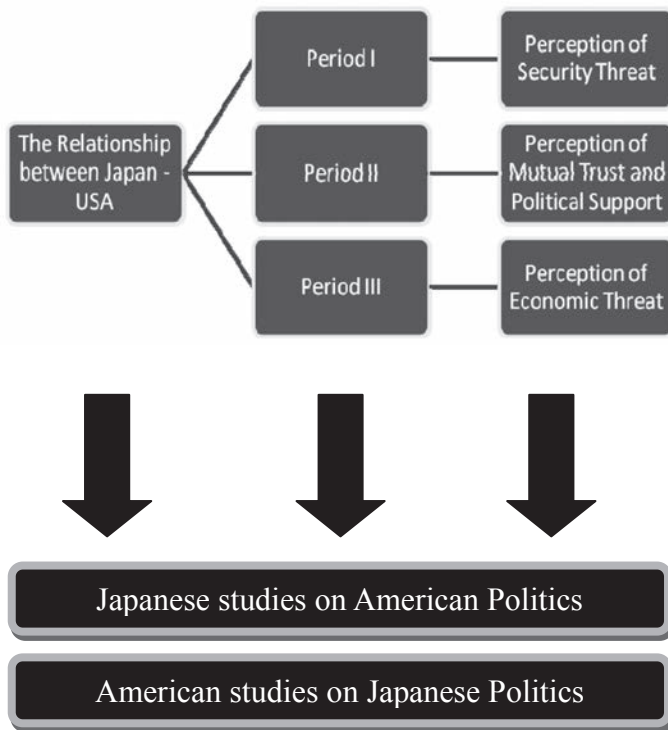 Period I
Perception of
Security Threat
The Relationship
between Japan -
USA
Period II
Perception of
Mutual Trust and
Political Support
Period III
Perception of
Economic Threat
Japanese studies on American Politics
American studies on Japanese Politics